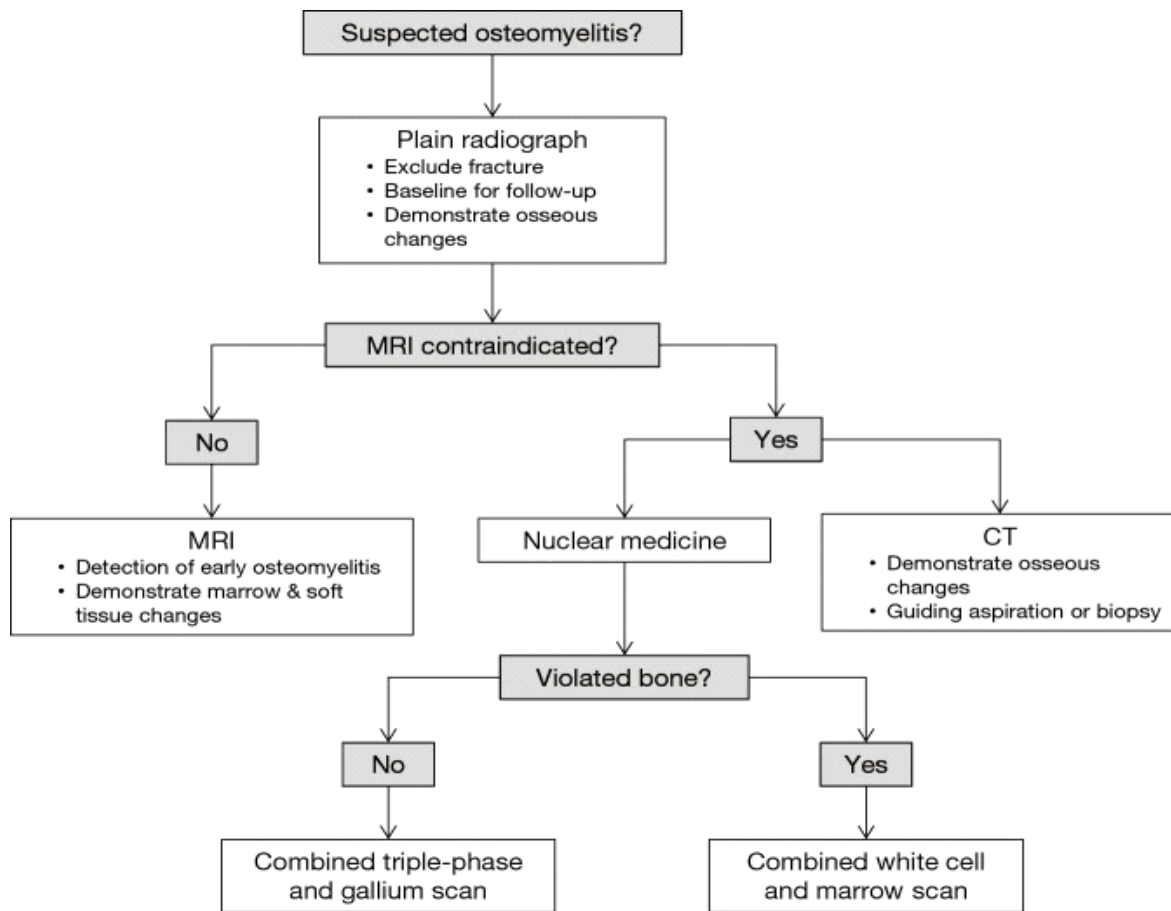 Suspected osteomyelitis?
Plain radiograph
• Exclude fracture
• Baseline for follow-up
• Demonstrate osseous
changes
MRI contraindicated?
No
Yes
MRI
• Detection of early osteomyelitis
• Demonstrate marrow & soft
tissue changes
Nuclear medicine
CT
• Demonstrate osseous
changes
• Guiding aspiration or biopsy
Violated bone?
No
Yes
Combined triple-phase
and gallium scan
Combined white cell
and marrow scan